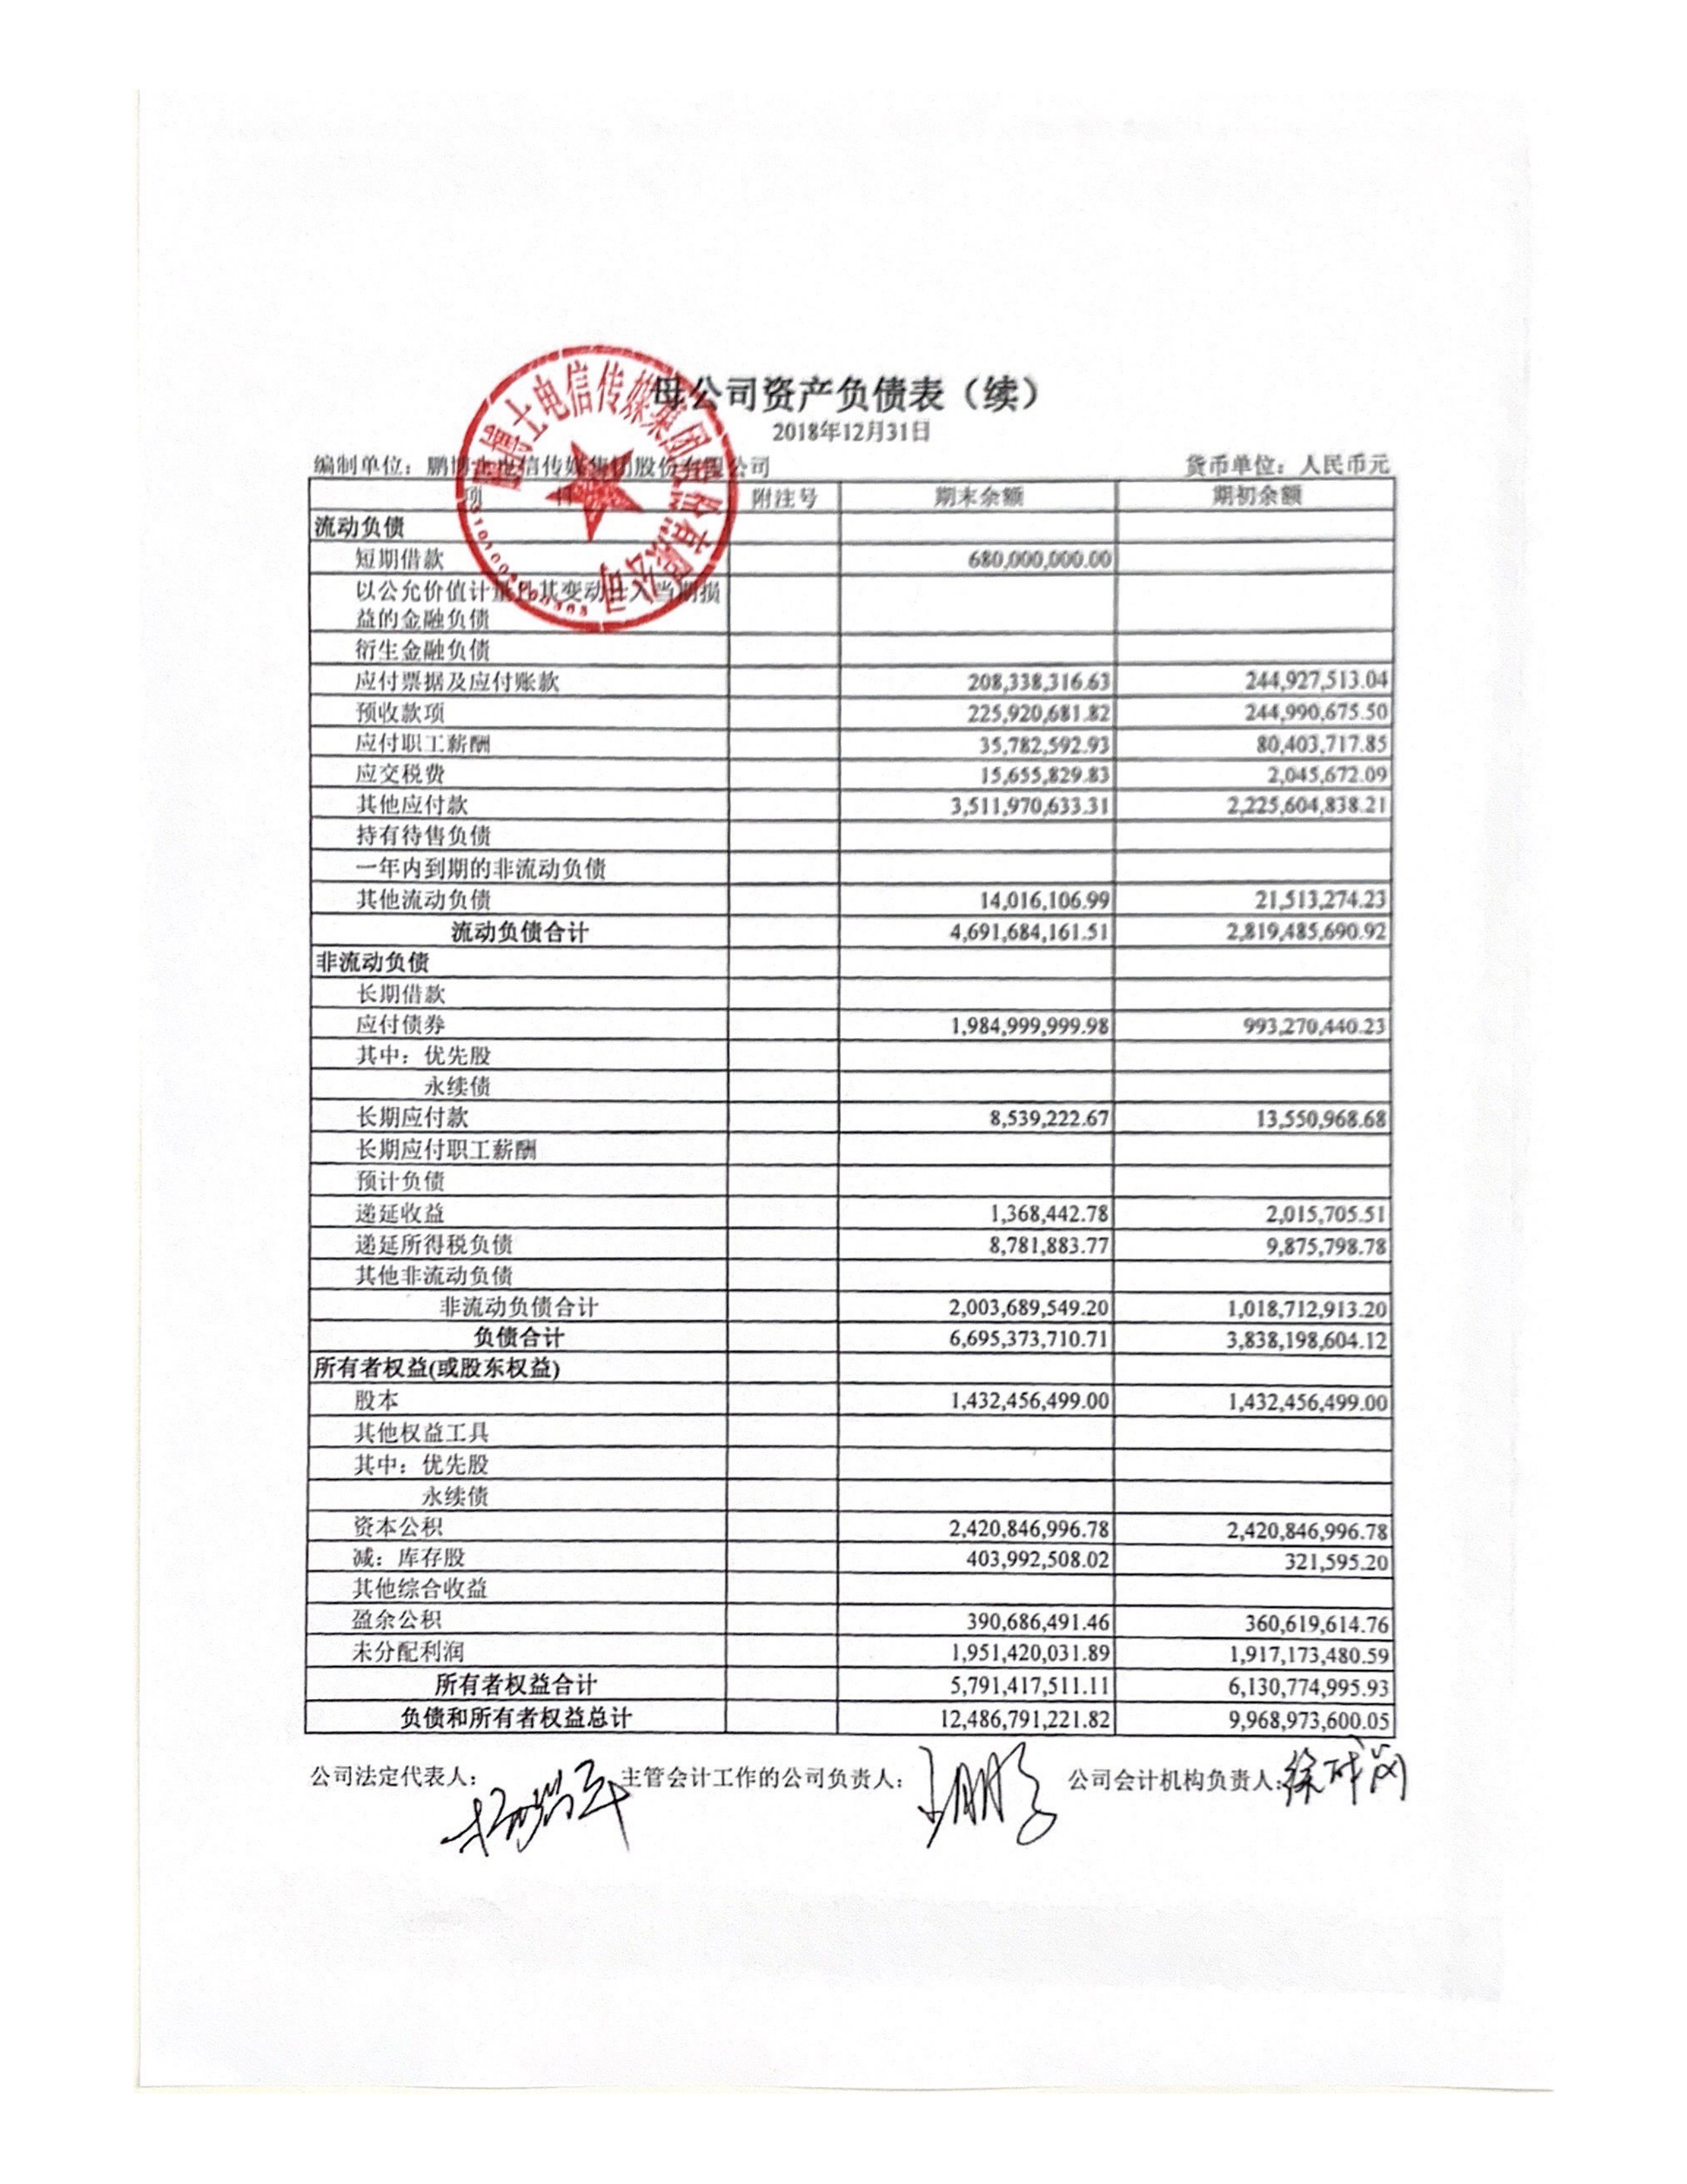 母公司资产负债表（续）
2018年12月31日
编制单位：鹏博士电信传媒集团股份有限公司 货币单位：人民币元
项 目 附注号 期末余额 期初余额
流动负债
短期借款 680,000,000.00
以公允价值计量且其变动计入当期损
益的金融负债
衍生金融负债
应付票据及应付账款 208,338,316.63 244,927,513.04
预收款项 225,920,681.82 244,990,675.50
应付职工薪酬 35,782,592.93 80,403,717.85
应交税费 15,655,829.83 2,045,672.09
其他应付款 3,511,970,633.31 2,225,604,838.21
持有待售负债
一年内到期的非流动负债
其他流动负债 14,016,106.99 21,513,274.23
流动负债合计 4,691,684,161.51 2,819,485,690.92
非流动负债
长期借款
应付债券 1,984,999,999.98 993,270,440.23
其中：优先股
永续债
长期应付款 8,539,222.67 13,550,968.68
长期应付职工薪酬
预计负债
递延收益 1,368,442.78 2,015,705.51
递延所得税负债 8,781,883.77 9,875,798.78
其他非流动负债
非流动负债合计 2,003,689,549.20 1,018,712,913.20
负债合计 6,695,373,710.71 3,838,198,604.12
所有者权益(或股东权益)
股本 1,432,456,499.00 1,432,456,499.00
其他权益工具
其中：优先股
永续债
资本公积 2,420,846,996.78 2,420,846,996.78
减：库存股 403,992,508.02 321,595.20
其他综合收益
盈余公积 390,686,491.46 360,619,614.76
未分配利润 1,951,420,031.89 1,917,173,480.59
所有者权益合计 5,791,417,511.11 6,130,774,995.93
负债和所有者权益总计 12,486,791,221.82 9,968,973,600.05
公司法定代表人： 主管会计工作的公司负责人： 公司会计机构负责人：
鹏博士电信传媒集团股份有限公司